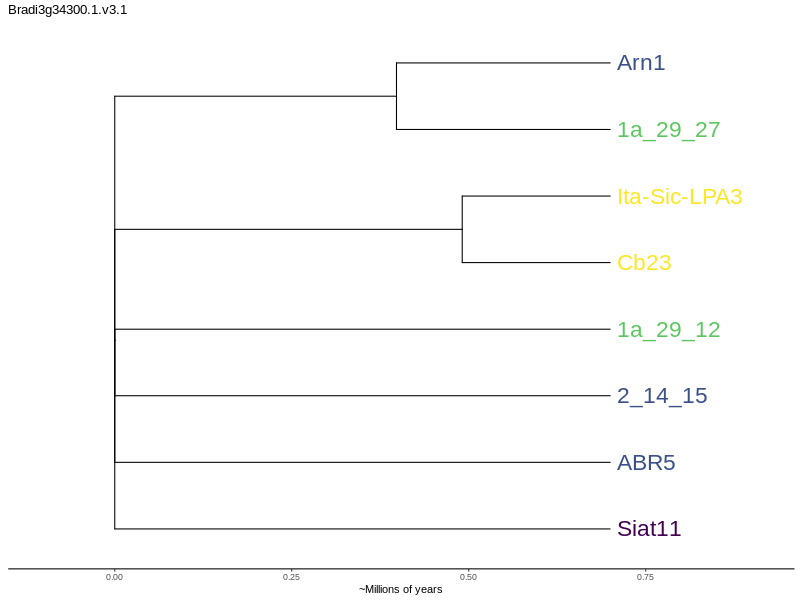 Bradi3g34300.1.v3.1
Arn1
1a_29_27
Ita-Sic-LPA3
Cb23
1a_29_12
2_14_15
ABR5
Siat11
0.00 0.25 0.50 0.75
~Millions of years